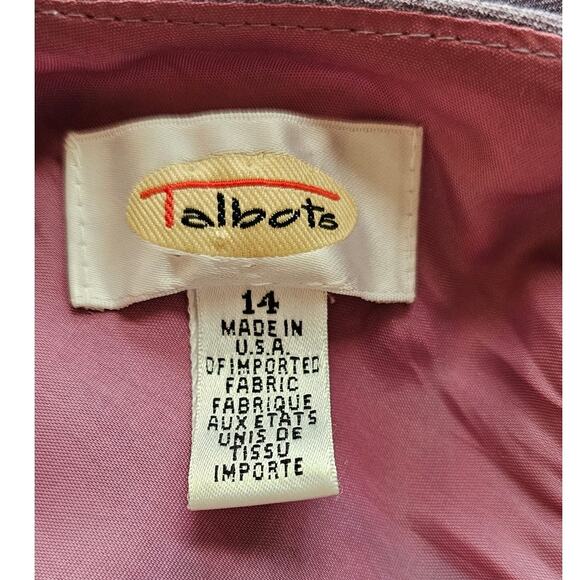 Talbots
14
MADE IN
U.S.A.
OF IMPORTED
FABRIC
FABRIQUE
AUX ETATS
UNIS DE
TISSU
IMPORTE